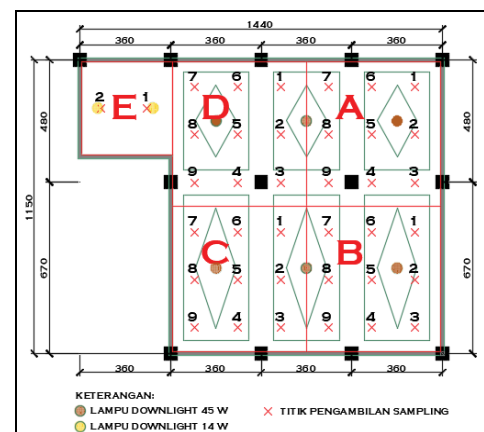 1440
360 360 360 360
7 6 1 7 6 1
2 1
E D A
480 8 5 2 8 5 2 480
9 4 3 9 4 3
1150
7 6 1 7 6 1
C B
670 8 5 2 8 5 2 670
9 4 3 9 4 3
360 360 360 360
KETERANGAN:
LAMPU DOWNLIGHT 45 W TITIK PENGAMBILAN SAMPLING
LAMPU DOWNLIGHT 14 W